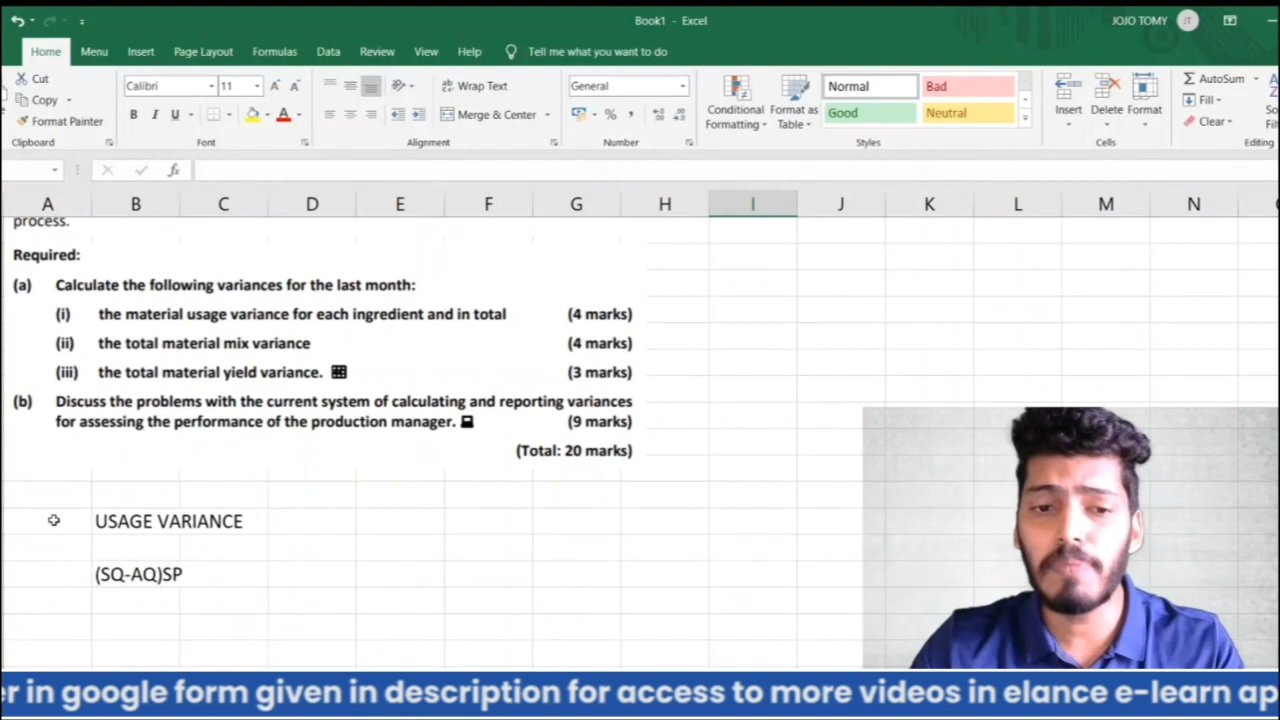 Book1 - Excel
JOJO TOMY
JT
Home
Menu
Insert
Page Layout
Formulas
Data
Review
View
Help
Tell me what you want to do
Cut
Copy
Format Painter
Clipboard
Calibri
11
B I U
Font
Wrap Text
Merge & Center
Alignment
General
%
Number
Conditional Formatting
Format as Table
Normal
Bad
Good
Neutral
Styles
Insert
Delete
Format
Cells
AutoSum
Fill
Clear
Editing
fx
A B C D E F G H I J K L M N
process.
Required:
(a) Calculate the following variances for the last month:
(i) the material usage variance for each ingredient and in total (4 marks)
(ii) the total material mix variance (4 marks)
(iii) the total material yield variance. (3 marks)
(b) Discuss the problems with the current system of calculating and reporting variances
for assessing the performance of the production manager. (9 marks)
(Total: 20 marks)
USAGE VARIANCE
(SQ-AQ)SP
er in google form given in description for access to more videos in elance e-learn ap